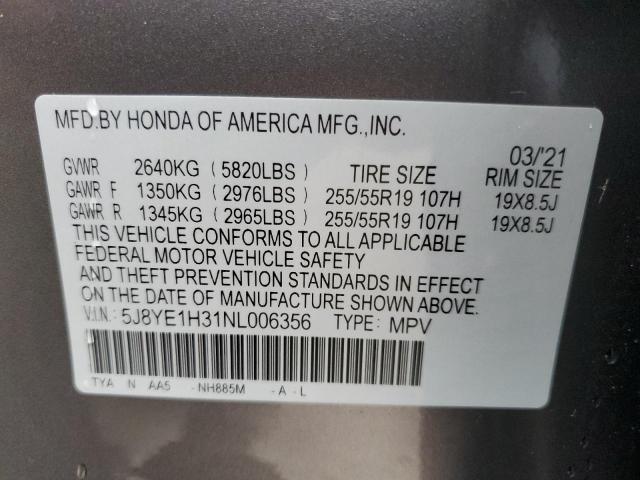 MFD.BY HONDA OF AMERICA MFG.,INC.
03/'21
GVWR 2640KG (5820LBS) TIRE SIZE RIM SIZE
GAWR F 1350KG (2976LBS) 255/55R19 107H 19X8.5J
GAWR R 1345KG (2965LBS) 255/55R19 107H 19X8.5J
THIS VEHICLE CONFORMS TO ALL APPLICABLE
FEDERAL MOTOR VEHICLE SAFETY
AND THEFT PREVENTION STANDARDS IN EFFECT
ON THE DATE OF MANUFACTURE SHOWN ABOVE.
V.I.N.: 5J8YE1H31NL006356 TYPE: MPV
TYA N AA5 -NH885M -A-L